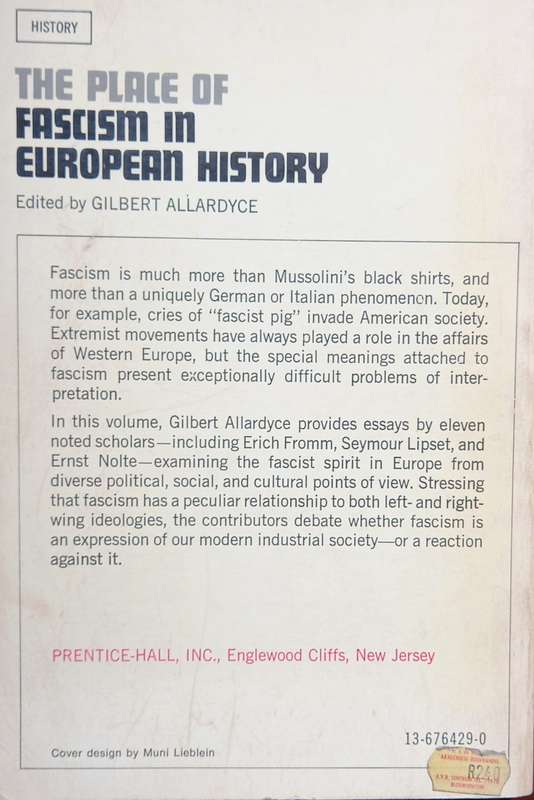 HISTORY
THE PLACE OF
FASCISM IN
EUROPEAN HISTORY
Edited by GILBERT ALLARDYCE
Fascism is much more than Mussolini's black shirts, and
more than a uniquely German or Italian phenomenon. Today,
for example, cries of "fascist pig" invade American society.
Extremist movements have always played a role in the affairs
of Western Europe, but the special meanings attached to
fascism present exceptionally difficult problems of inter-
pretation.
In this volume, Gilbert Allardyce provides essays by eleven
noted scholars—including Erich Fromm, Seymour Lipset, and
Ernst Nolte—examining the fascist spirit in Europe from
diverse political, social, and cultural points of view. Stressing
that fascism has a peculiar relationship to both left- and right-
wing ideologies, the contributors debate whether fascism is
an expression of our modern industrial society—or a reaction
against it.
PRENTICE-HALL, INC., Englewood Cliffs, New Jersey
13-676429-0
Cover design by Muni Lieblein
R240